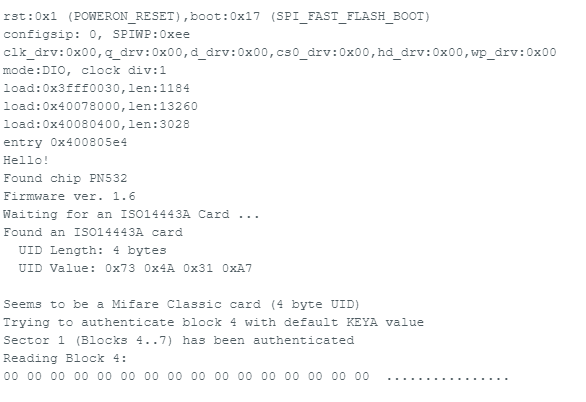 rst:0x1 (POWERON_RESET),boot:0x17 (SPI_FAST_FLASH_BOOT)
configsip: 0, SPIWP:0xee
clk_drv:0x00,q_drv:0x00,d_drv:0x00,cs0_drv:0x00,hd_drv:0x00,wp_drv:0x00
mode:DIO, clock div:1
load:0x3fff0030,len:1184
load:0x40078000,len:13260
load:0x40080400,len:3028
entry 0x400805e4
Hello!
Found chip PN532
Firmware ver. 1.6
Waiting for an ISO14443A Card ...
Found an ISO14443A card
  UID Length: 4 bytes
  UID Value: 0x73 0x4A 0x31 0xA7

Seems to be a Mifare Classic card (4 byte UID)
Trying to authenticate block 4 with default KEYA value
Sector 1 (Blocks 4..7) has been authenticated
Reading Block 4:
00 00 00 00 00 00 00 00 00 00 00 00 00 00 00 00  ................